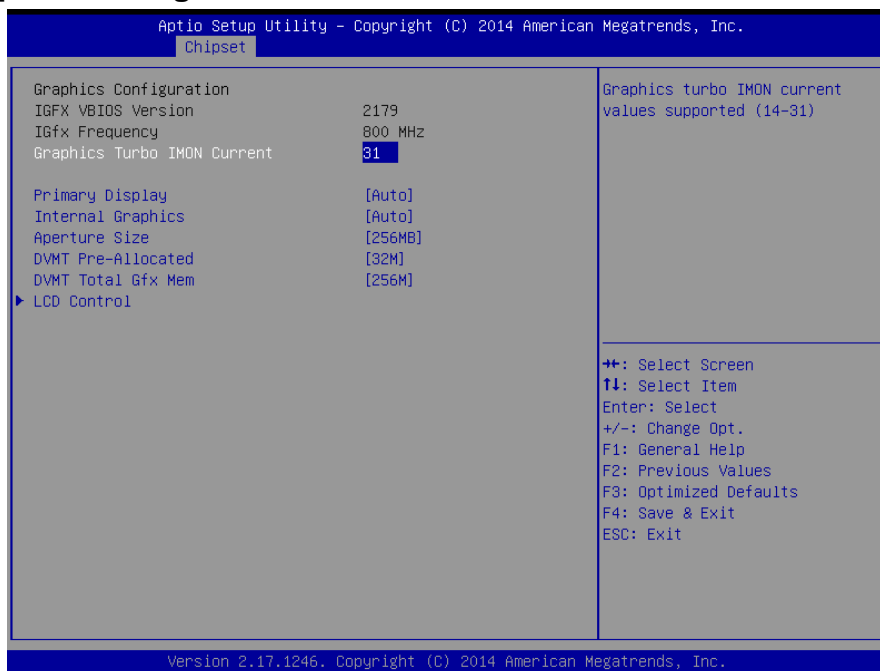 Aptio Setup Utility – Copyright (C) 2014 American Megatrends, Inc.
Chipset
Graphics Configuration
IGFX VBIOS Version 2179
IGfx Frequency 800 MHz
Graphics Turbo IMON Current 31
Primary Display [Auto]
Internal Graphics [Auto]
Aperture Size [256MB]
DVMT Pre-Allocated [32M]
DVMT Total Gfx Mem [256M]
LCD Control
Graphics turbo IMON current
values supported (14-31)
→←: Select Screen
↑↓: Select Item
Enter: Select
+/-: Change Opt.
F1: General Help
F2: Previous Values
F3: Optimized Defaults
F4: Save & Exit
ESC: Exit
Version 2.17.1246. Copyright (C) 2014 American Megatrends, Inc.